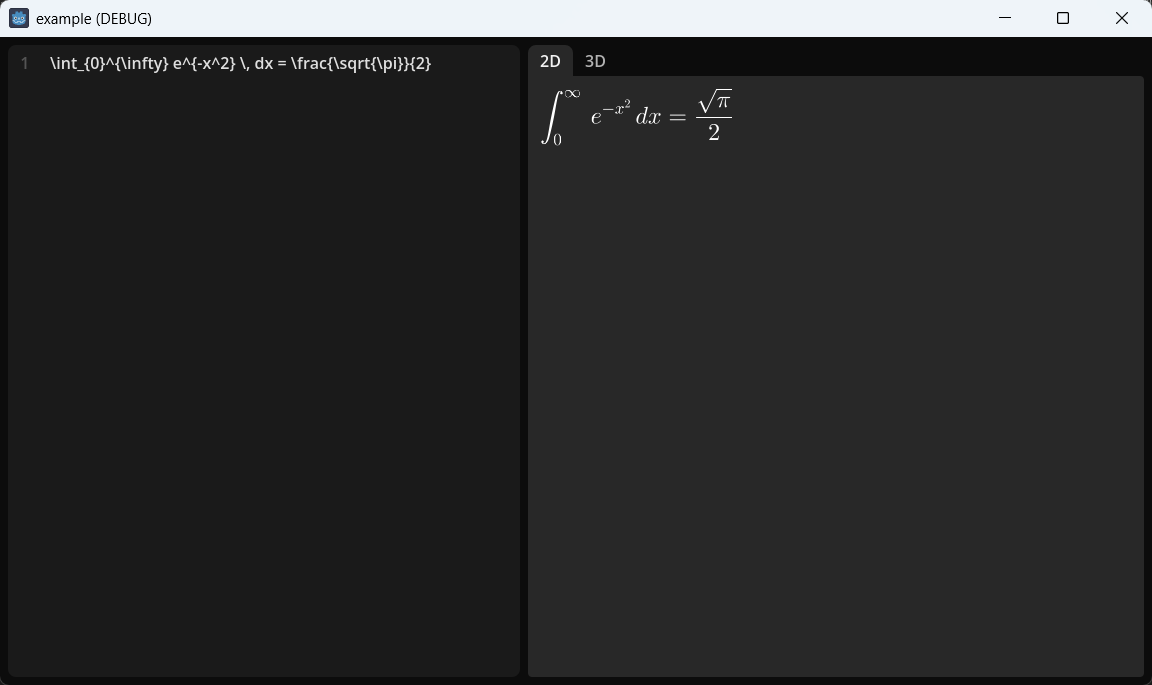 example (DEBUG)
1 \int_{0}^{\infty} e^{-x^2} \, dx = \frac{\sqrt{\pi}}{2}
2D 3D
∫₀^∞ e^{−x²} dx = √π/2